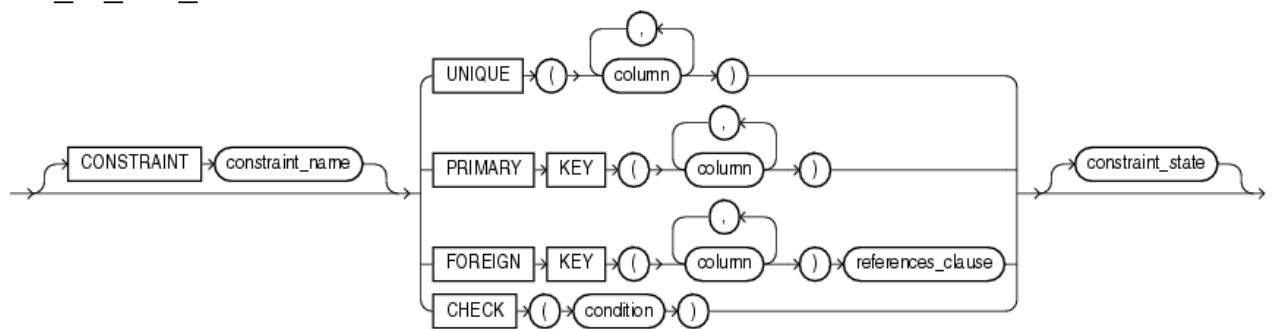 ,
UNIQUE ( column )
,
CONSTRAINT constraint_name PRIMARY KEY ( column ) constraint_state
,
FOREIGN KEY ( column ) references_clause
CHECK ( condition )